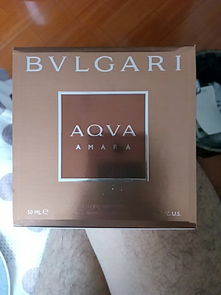 BVLGARI
AQVA
AMARA
50 ML ℮ U.S.